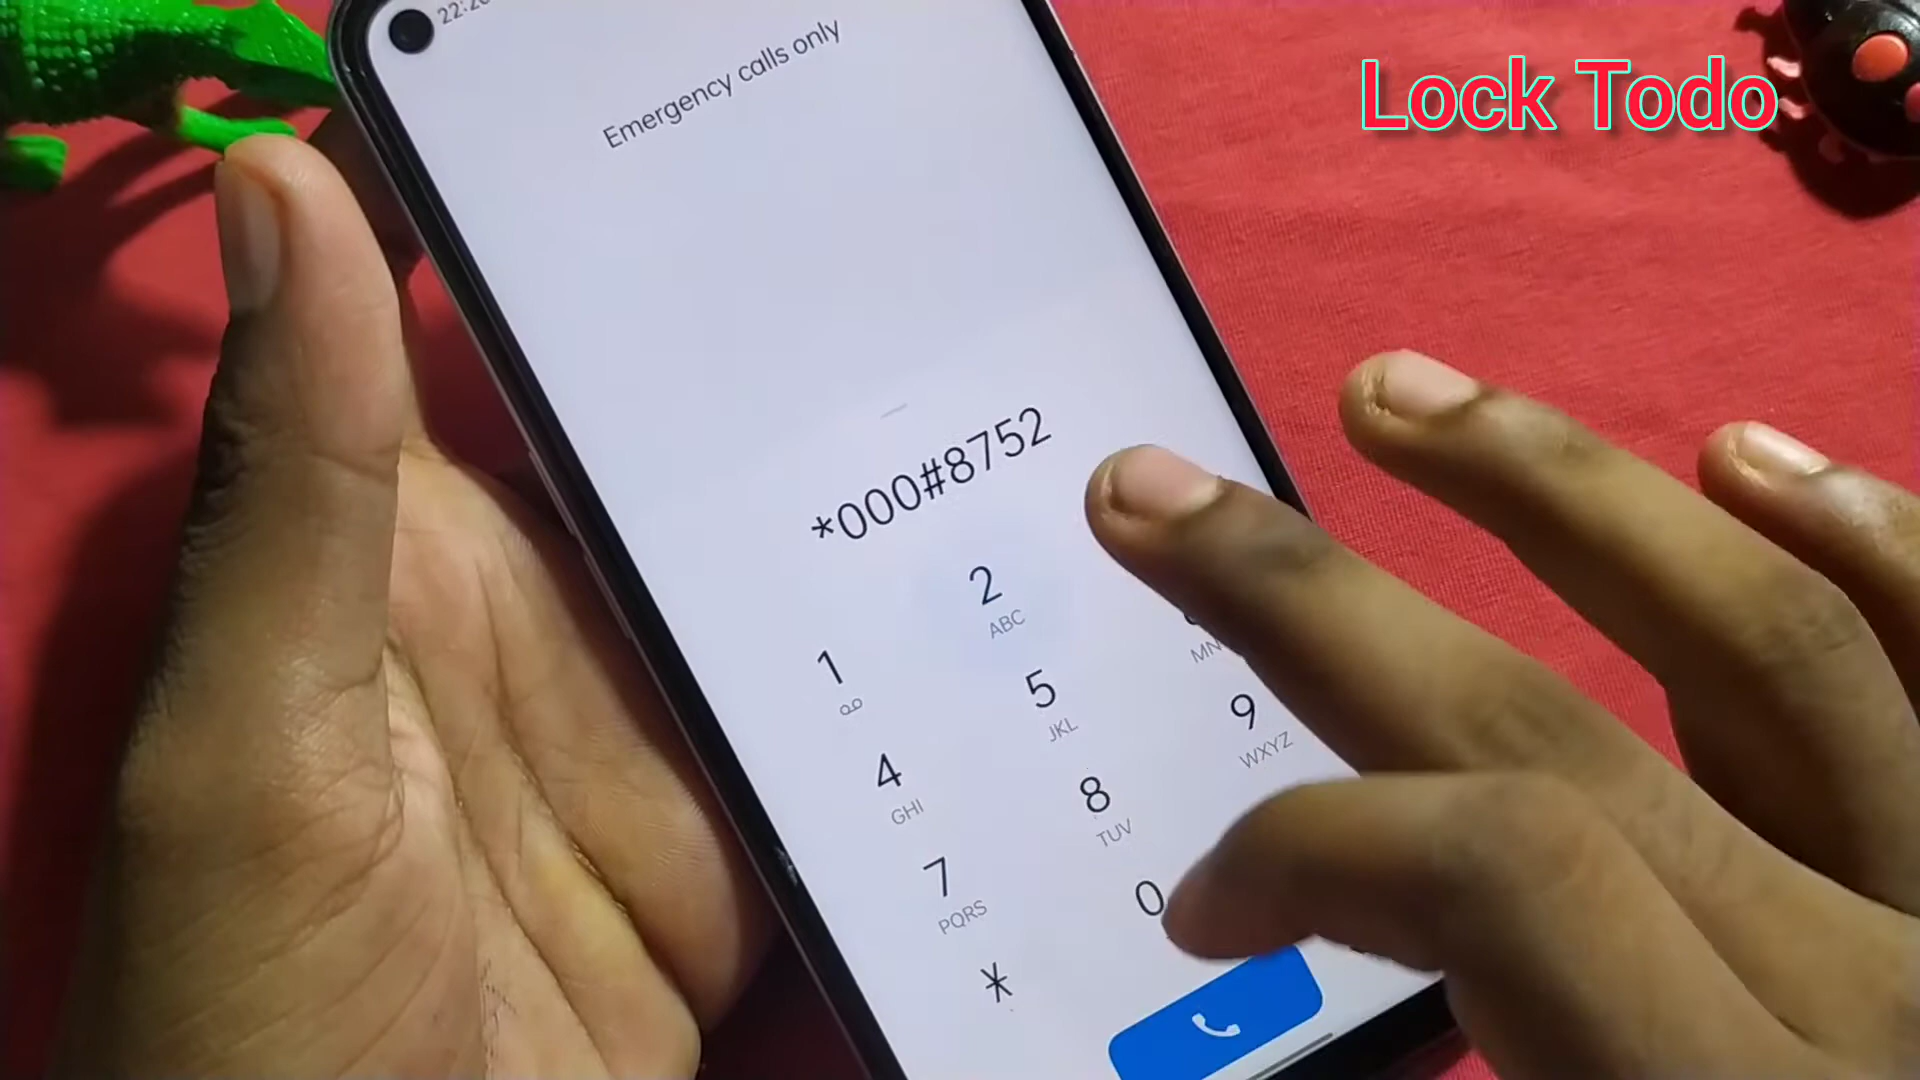 Lock Todo
Emergency calls only
*000#8752
1
2
ABC
4
GHI
5
JKL
7
PQRS
8
TUV
9
WXYZ
*
0